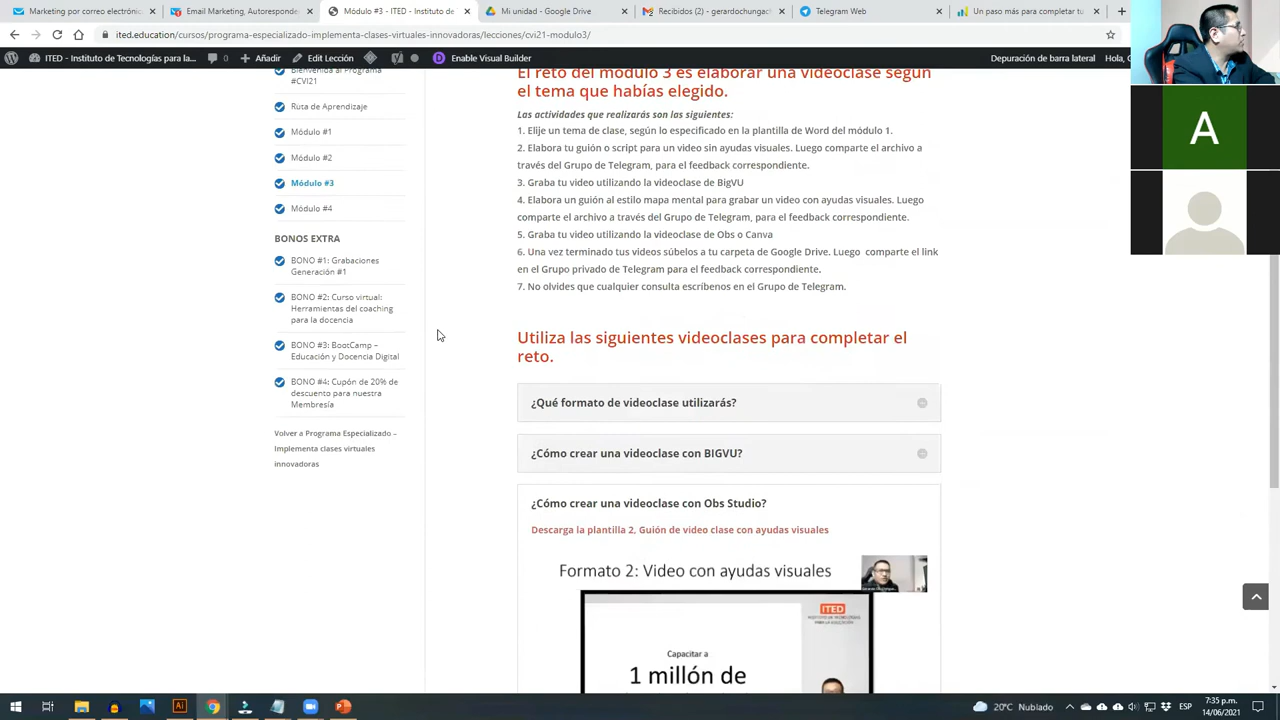 Marketing por correo electrónic
Email Marketing, Autoresponde
Módulo #3 - ITED - Instituto de
Mi unidad - Google Drive
Recibidos (2) - gerardochungac
Telegram Web
Un paso más para completar tu
ited.education/cursos/programa-especializado-implementa-clases-virtuales-innovadoras/lecciones/cvi21-modulo3/
ITED - Instituto de Tecnologías para la...
0
Añadir
Editar Lección
Enable Visual Builder
Depuración de barra lateral
Bienvenida al Programa
#CVI21
Ruta de Aprendizaje
Módulo #1
Módulo #2
Módulo #3
Módulo #4
BONOS EXTRA
BONO #1: Grabaciones
Generación #1
BONO #2: Curso virtual:
Herramientas del coaching
para la docencia
BONO #3: BootCamp –
Educación y Docencia Digital
BONO #4: Cupón de 20% de
descuento para nuestra
Membresía
Volver a Programa Especializado –
Implementa clases virtuales
innovadoras
El reto del módulo 3 es elaborar una videoclase según
el tema que habías elegido.
Las actividades que realizarás son las siguientes:
1. Elije un tema de clase, según lo especificado en la plantilla de Word del módulo 1.
2. Elabora tu guión o script para un video sin ayudas visuales. Luego comparte el archivo a
través del Grupo de Telegram, para el feedback correspondiente.
3. Graba tu video utilizando la videoclase de BigVU
4. Elabora un guión al estilo mapa mental para grabar un video con ayudas visuales. Luego
comparte el archivo a través del Grupo de Telegram, para el feedback correspondiente.
5. Graba tu video utilizando la videoclase de Obs o Canva
6. Una vez terminado tus videos súbelos a tu carpeta de Google Drive. Luego comparte el link
en el Grupo privado de Telegram para el feedback correspondiente.
7. No olvides que cualquier consulta escríbenos en el Grupo de Telegram.
Utiliza las siguientes videoclases para completar el
reto.
¿Qué formato de videoclase utilizarás?
¿Cómo crear una videoclase con BIGVU?
¿Cómo crear una videoclase con Obs Studio?
Descarga la plantilla 2, Guión de vídeo clase con ayudas visuales
Formato 2: Video con ayudas visuales
ITED
Capacitar a
1 millón de
A
20°C Nublado
ESP
7:35 p.m.
14/06/2021